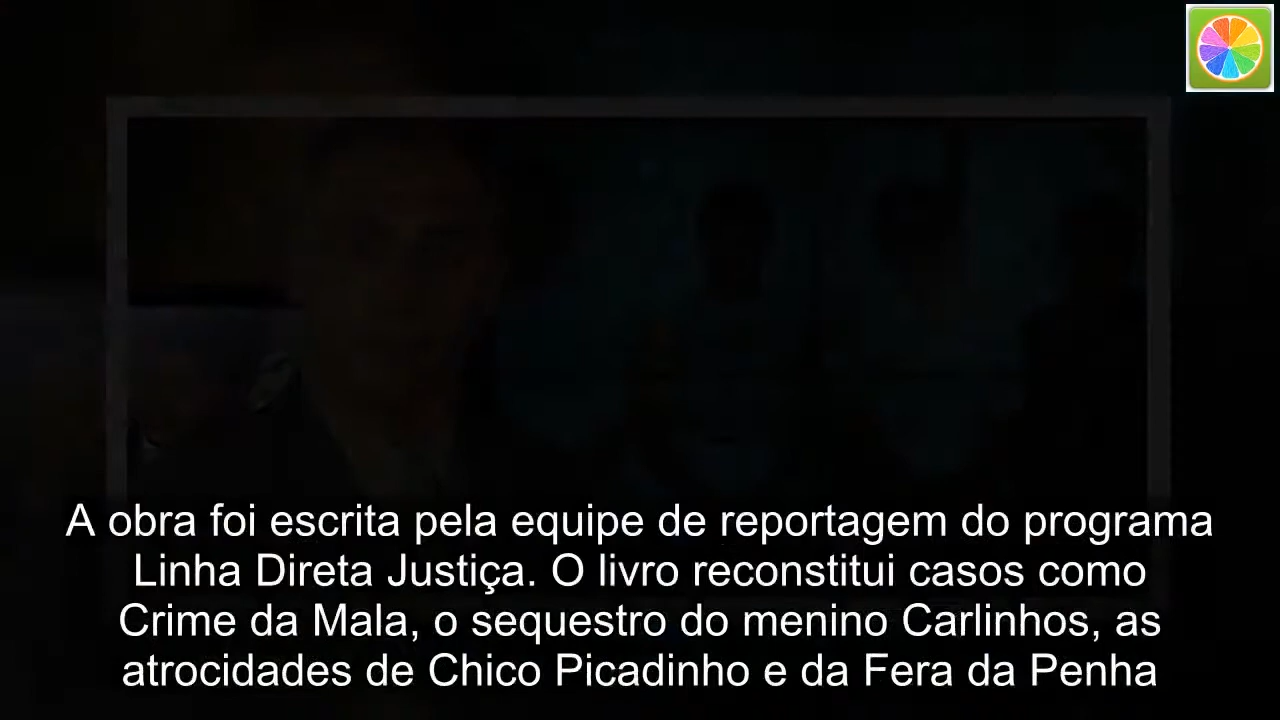 A obra foi escrita pela equipe de reportagem do programa
Linha Direta Justiça. O livro reconstitui casos como
Crime da Mala, o sequestro do menino Carlinhos, as
atrocidades de Chico Picadinho e da Fera da Penha